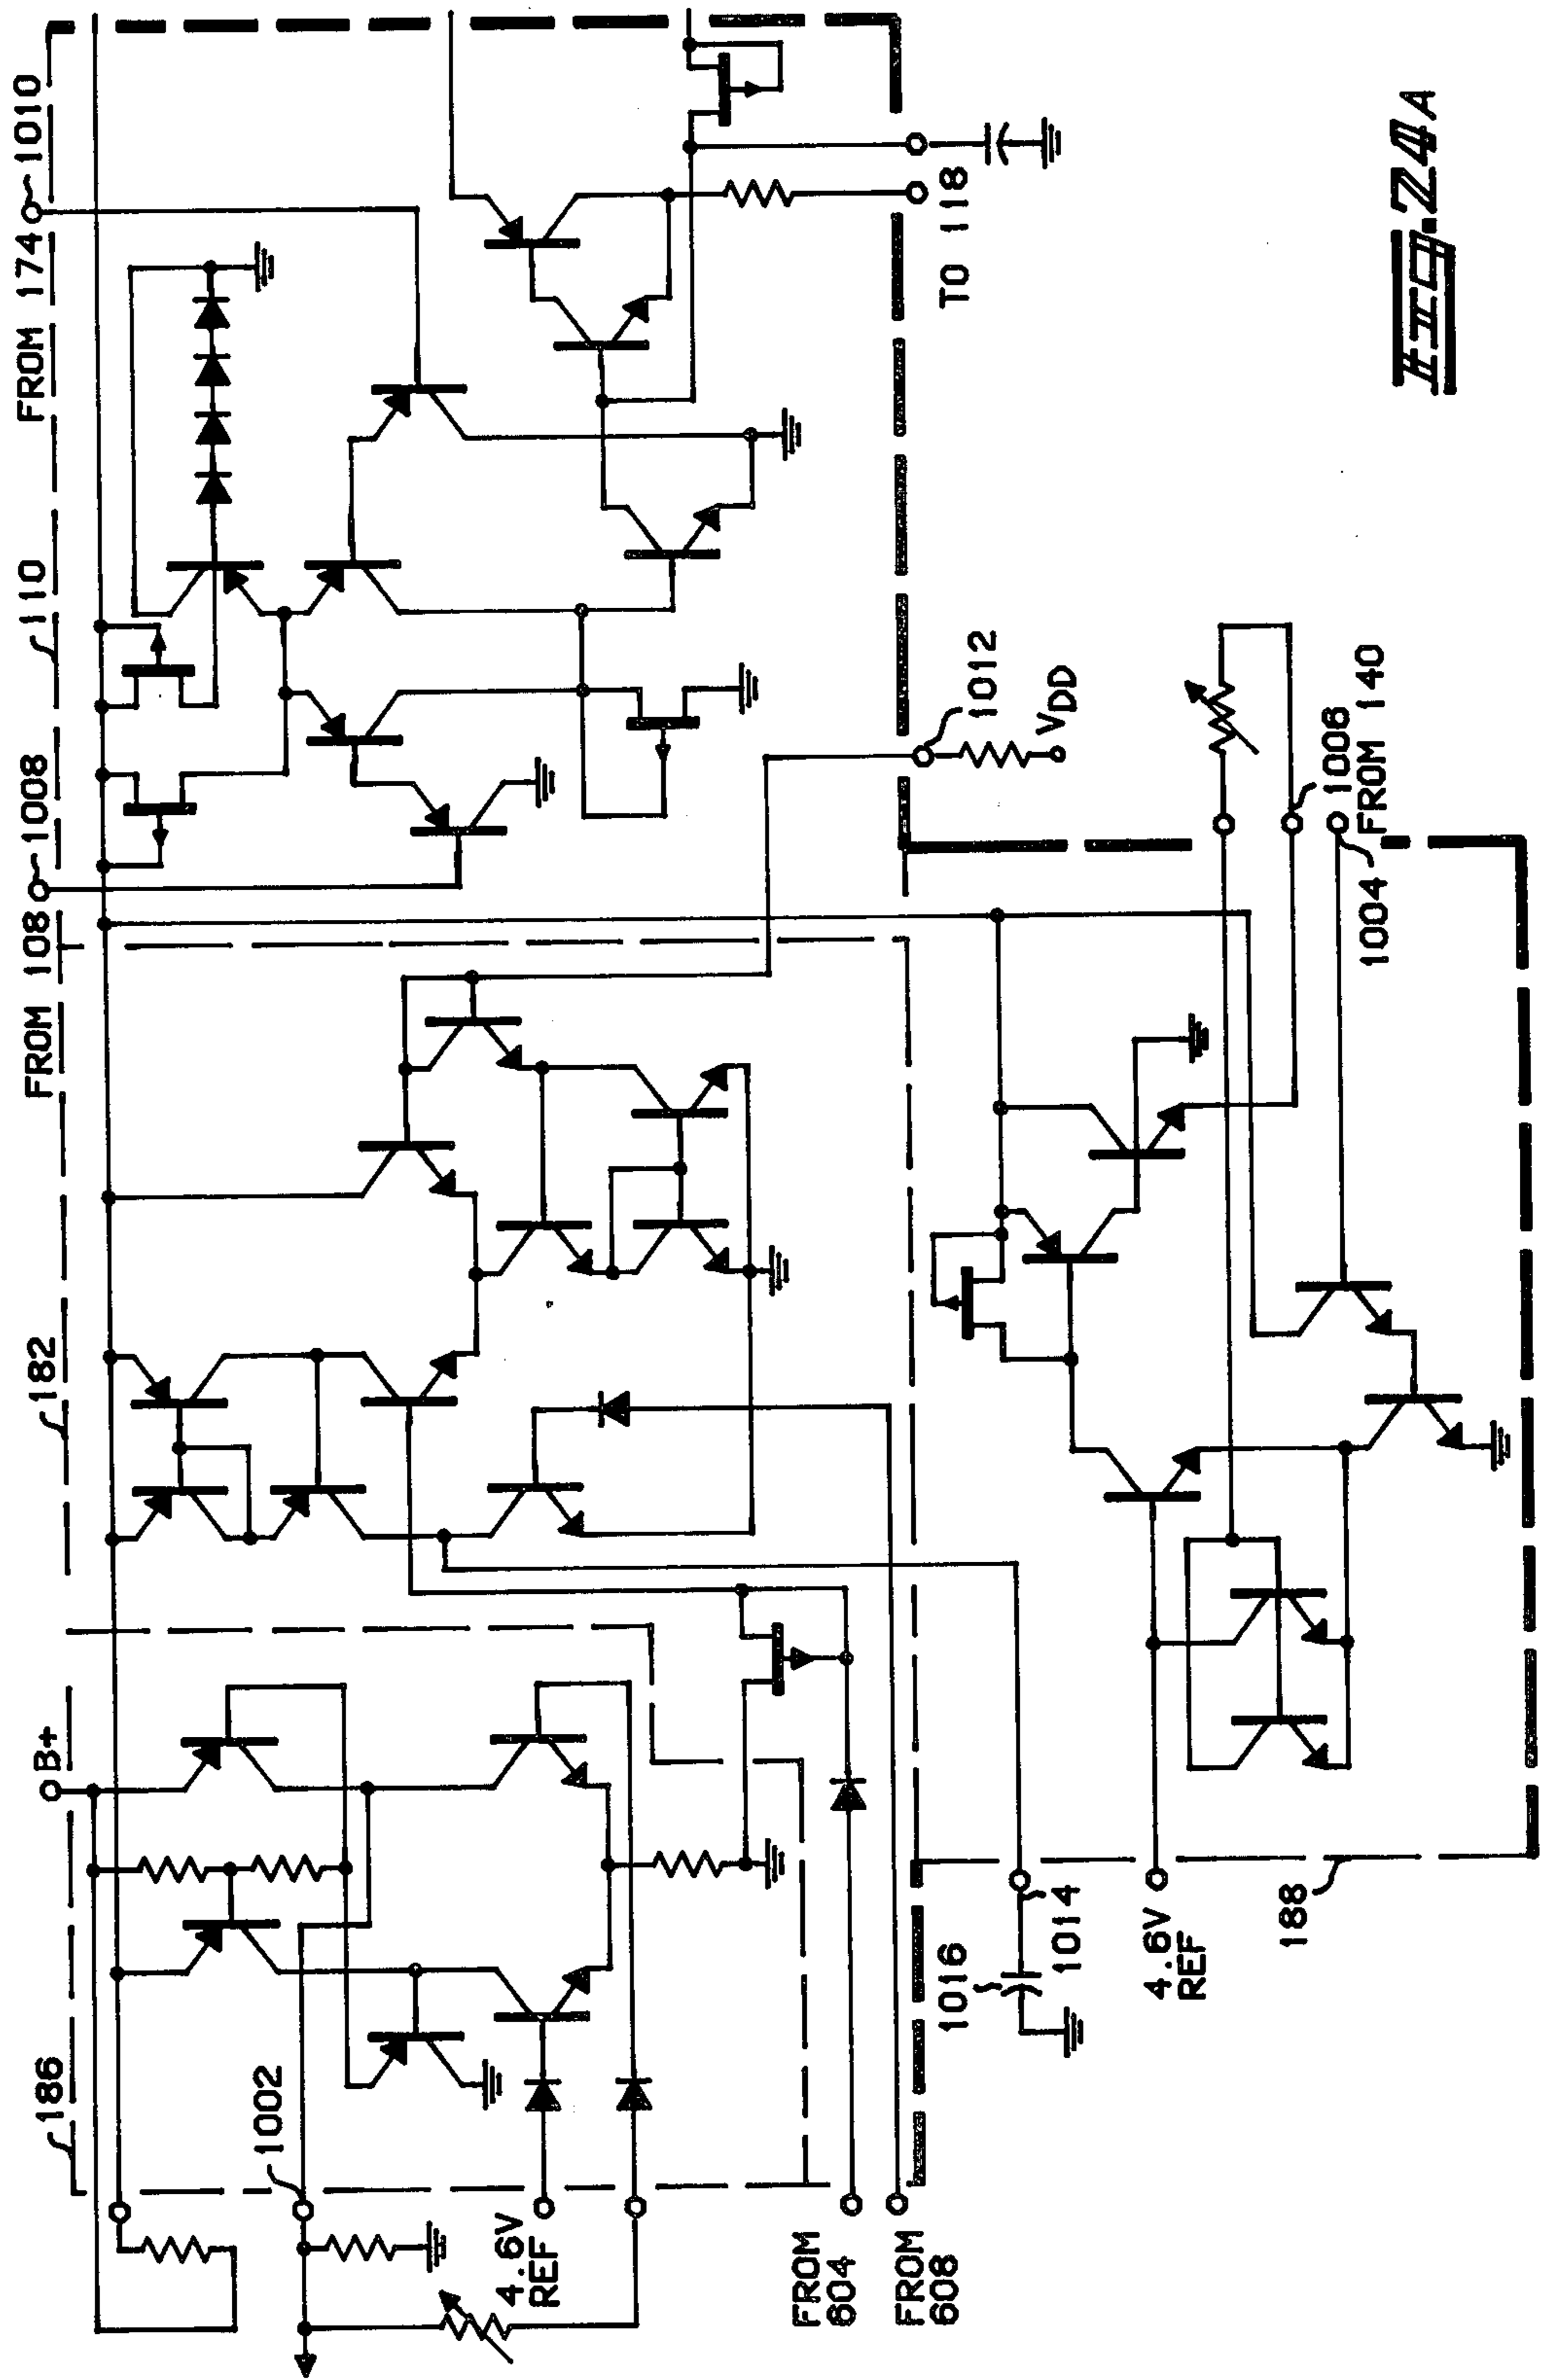 FROM 174
1010
110
FROM 108
1008
182
B+
186
1002
4.6V
REF
FROM
604
FROM
608
TO 118
1012
VDD
1006
FROM 140
1004
1016
1014
4.6V
REF
188
FIG.24A